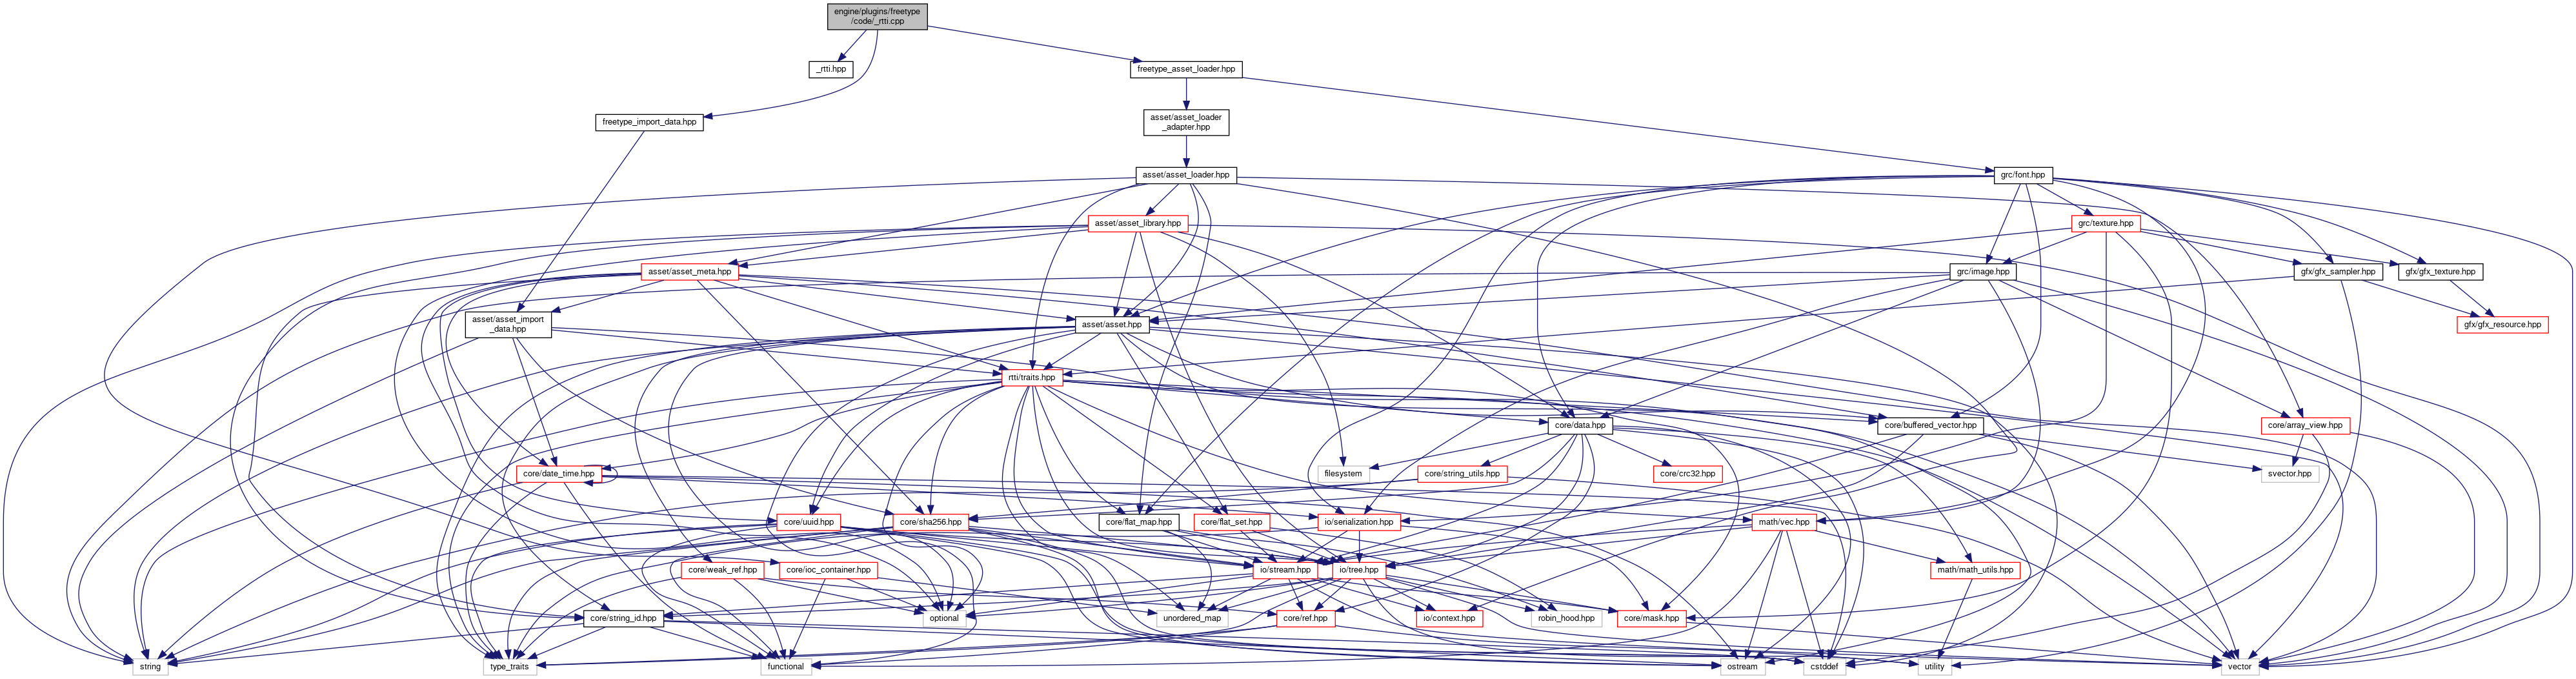 engine/plugins/freetype
/code/_rtti.cpp
_rtti.hpp
freetype_asset_loader.hpp
freetype_import_data.hpp
asset/asset_loader
_adapter.hpp
asset/asset_loader.hpp
grc/font.hpp
asset/asset_library.hpp
grc/texture.hpp
asset/asset_meta.hpp
grc/image.hpp
gfx/gfx_sampler.hpp
gfx/gfx_texture.hpp
asset/asset_import
_data.hpp
asset/asset.hpp
gfx/gfx_resource.hpp
rtti/traits.hpp
core/data.hpp
core/buffered_vector.hpp
core/array_view.hpp
core/date_time.hpp
filesystem
core/string_utils.hpp
core/crc32.hpp
svector.hpp
core/uuid.hpp
core/sha256.hpp
core/flat_map.hpp
core/flat_set.hpp
io/serialization.hpp
math/vec.hpp
core/weak_ref.hpp
core/ioc_container.hpp
io/stream.hpp
io/tree.hpp
math/math_utils.hpp
core/string_id.hpp
optional
unordered_map
core/ref.hpp
io/context.hpp
robin_hood.hpp
core/mask.hpp
string
type_traits
functional
ostream
cstddef
utility
vector